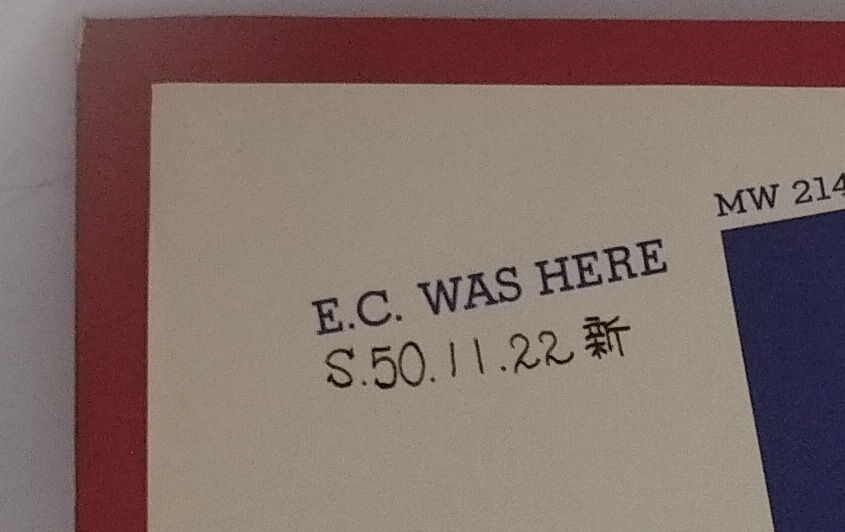 MW 214
E.C. WAS HERE
S.50.11.22 新